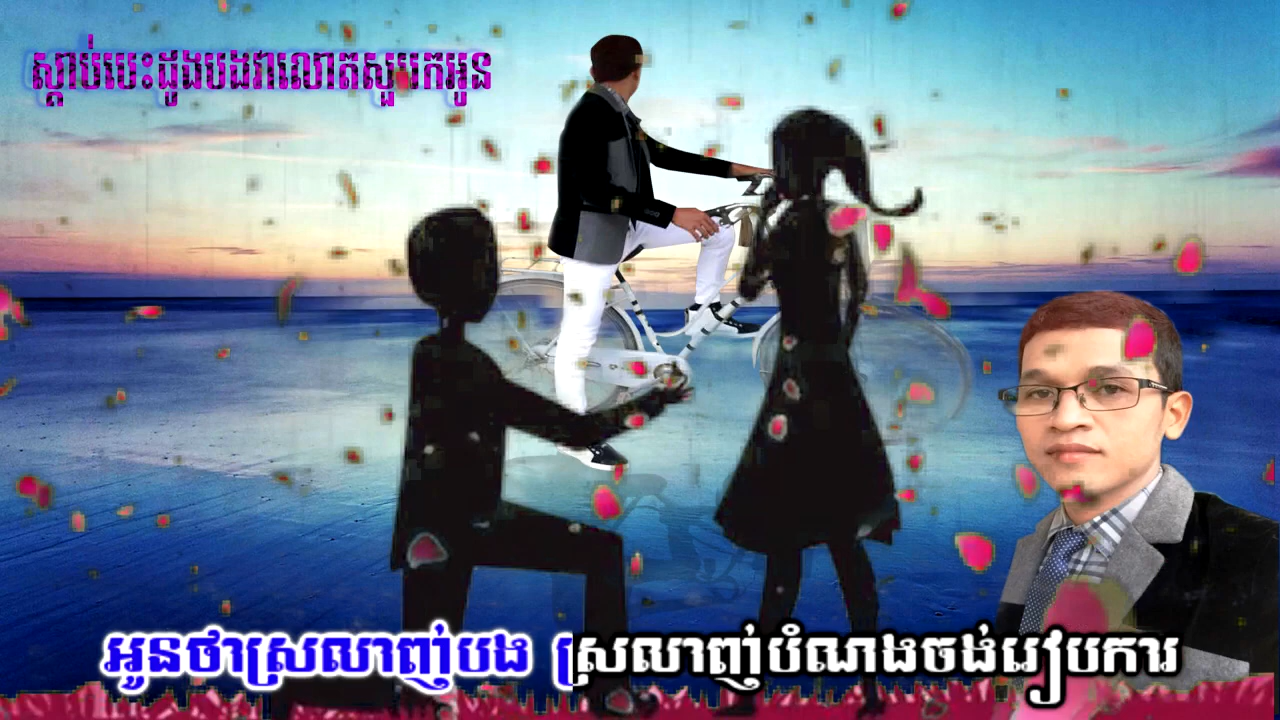 ស្ដាប់បេះដូងបងវាលោតសួរកអូន
អូនថាស្រលាញ់បង ស្រលាញ់បំណងចង់រៀបការ